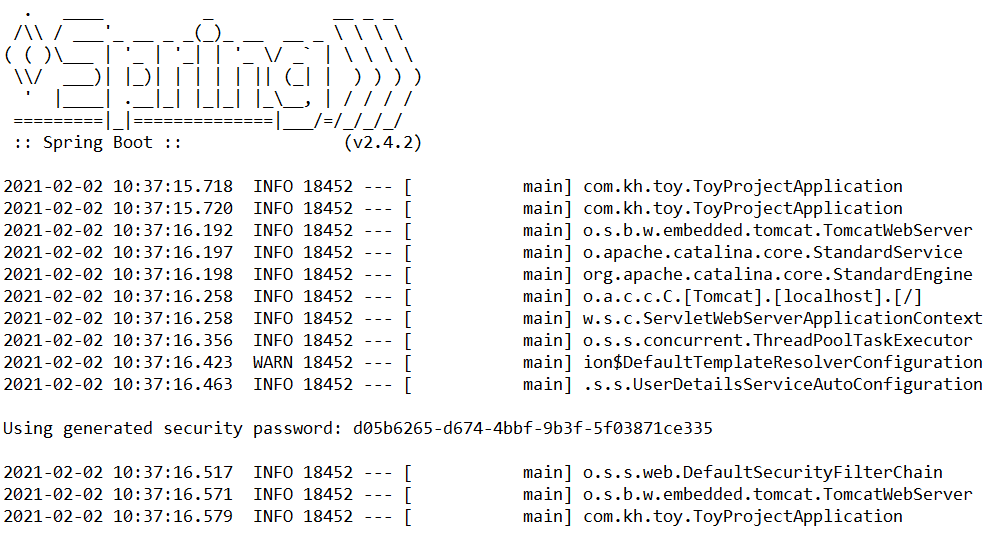 .   ____          _            __ _ _
 /\\ / ___'_ __ _ _(_)_ __  __ _ \ \ \ \
( ( )\___ | '_ | '_| | '_ \/ _` | \ \ \ \
 \\/  ___)| |_)| | | | | || (_| |  ) ) ) )
  '  |____| .__|_| |_|_| |_\__, | / / / /
 =========|_|==============|___/=/_/_/_/
 :: Spring Boot ::                (v2.4.2)
2021-02-02 10:37:15.718  INFO 18452 --- [           main] com.kh.toy.ToyProjectApplication
2021-02-02 10:37:15.720  INFO 18452 --- [           main] com.kh.toy.ToyProjectApplication
2021-02-02 10:37:16.192  INFO 18452 --- [           main] o.s.b.w.embedded.tomcat.TomcatWebServer
2021-02-02 10:37:16.197  INFO 18452 --- [           main] o.apache.catalina.core.StandardService
2021-02-02 10:37:16.198  INFO 18452 --- [           main] org.apache.catalina.core.StandardEngine
2021-02-02 10:37:16.258  INFO 18452 --- [           main] o.a.c.c.C.[Tomcat].[localhost].[/]
2021-02-02 10:37:16.258  INFO 18452 --- [           main] w.s.c.ServletWebServerApplicationContext
2021-02-02 10:37:16.356  INFO 18452 --- [           main] o.s.s.concurrent.ThreadPoolTaskExecutor
2021-02-02 10:37:16.423  WARN 18452 --- [           main] ion$DefaultTemplateResolverConfiguration
2021-02-02 10:37:16.463  INFO 18452 --- [           main] .s.s.UserDetailsServiceAutoConfiguration
Using generated security password: d05b6265-d674-4bbf-9b3f-5f03871ce335
2021-02-02 10:37:16.517  INFO 18452 --- [           main] o.s.s.web.DefaultSecurityFilterChain
2021-02-02 10:37:16.571  INFO 18452 --- [           main] o.s.b.w.embedded.tomcat.TomcatWebServer
2021-02-02 10:37:16.579  INFO 18452 --- [           main] com.kh.toy.ToyProjectApplication